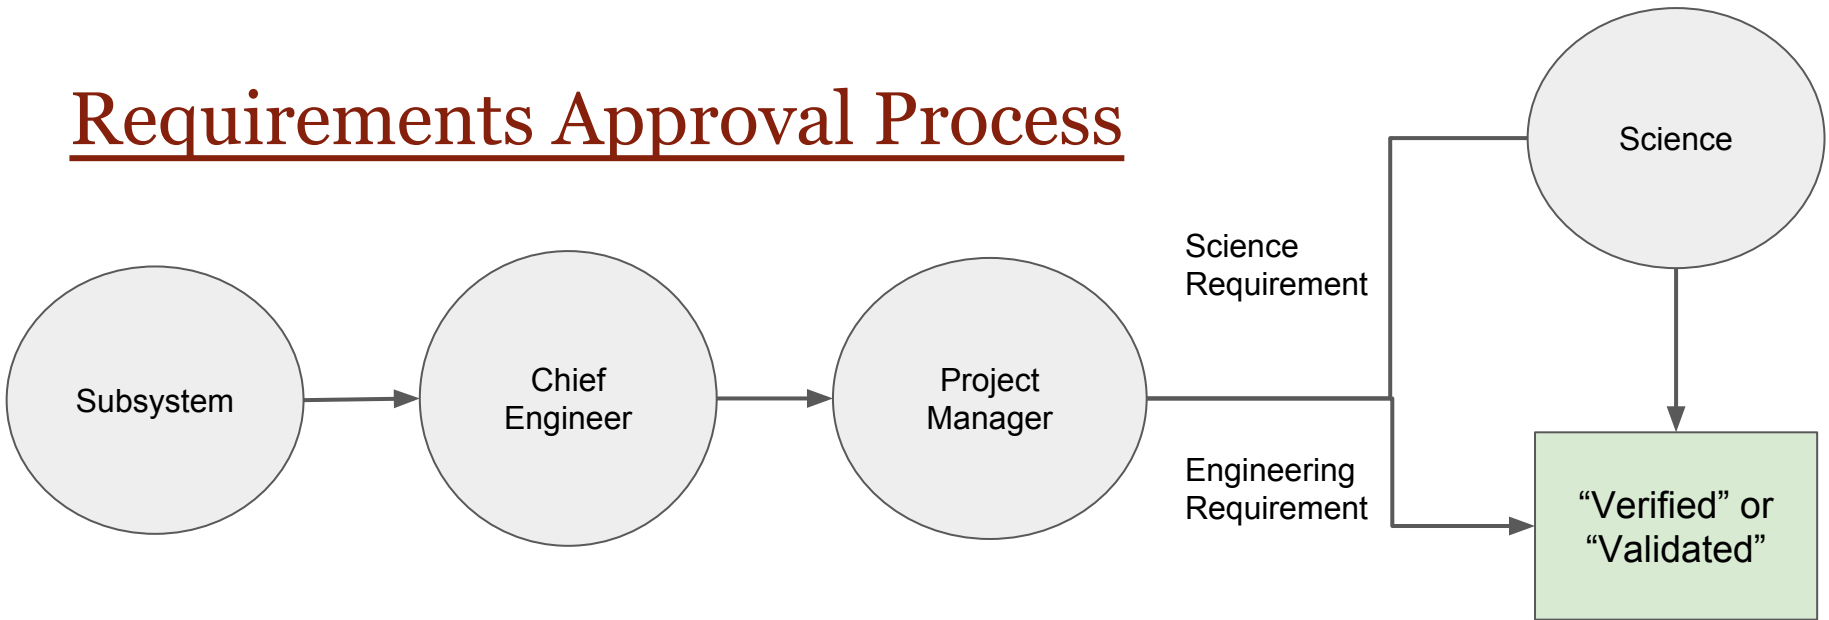 Requirements Approval Process
Science
Science
Requirement
Subsystem
Chief
Engineer
Project
Manager
Engineering
Requirement
“Verified” or
“Validated”